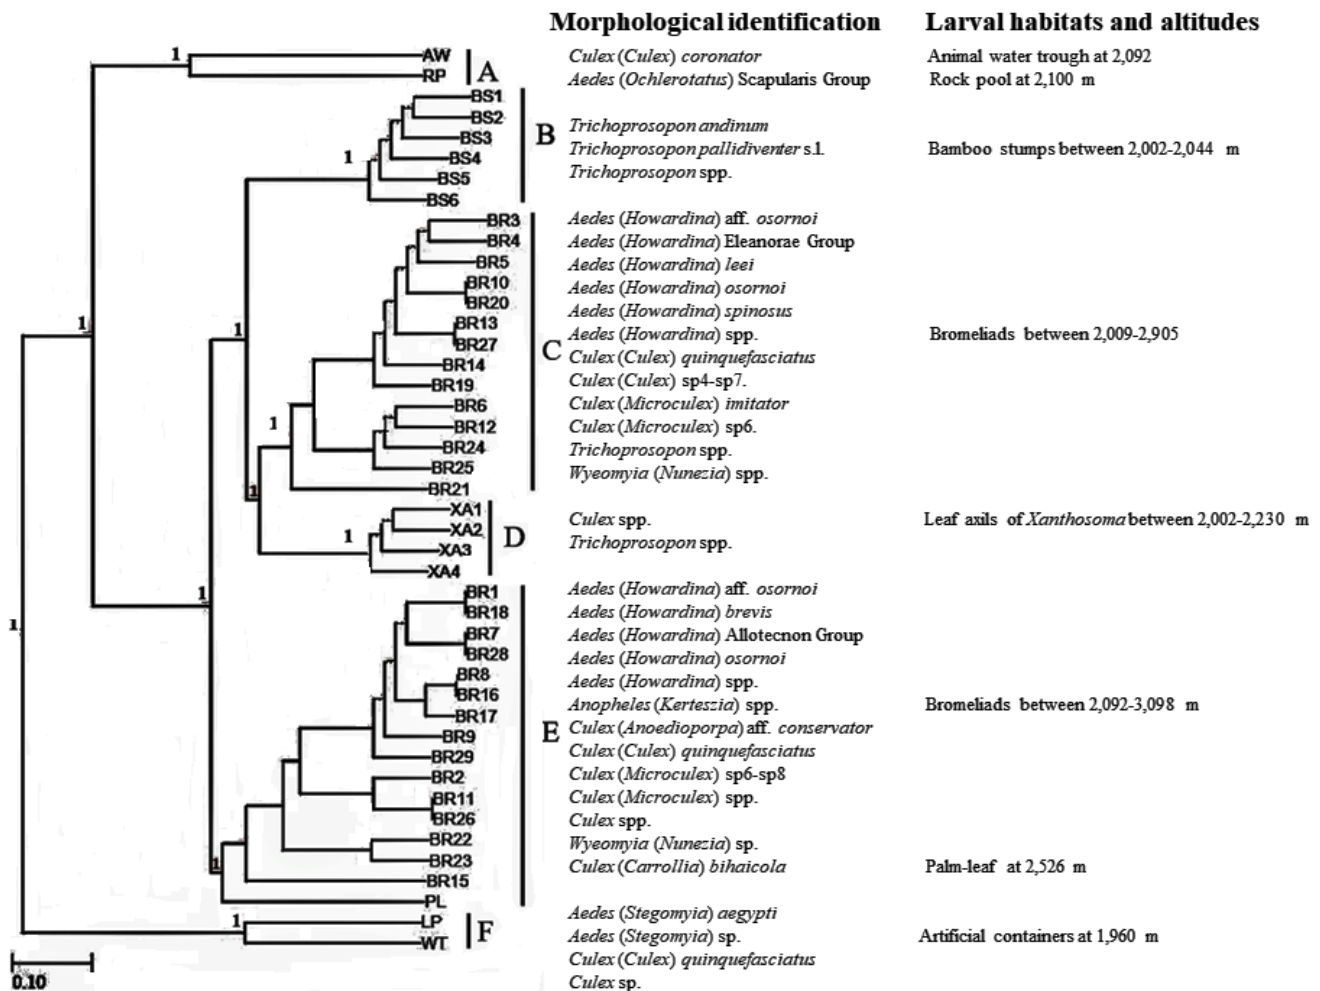 Morphological identification Larval habitats and altitudes
1 AW Culex (Culex) coronator Animal water trough at 2,092
RP A Aedes (Ochlerotatus) Scapularis Group Rock pool at 2,100 m
BS1
BS2
Trichoprosopon andinum
BS3 B
1 BS4 Trichoprosopon pallidiventer s.l. Bamboo stumps between 2,002-2,044 m
BS5 Trichoprosopon spp.
BS6
BR3 Aedes (Howardina) aff. osornoi
BR4 Aedes (Howardina) Eleanorae Group
BR5 Aedes (Howardina) leei
BR10 Aedes (Howardina) osornoi
BR20 Aedes (Howardina) spinosus
1 1 BR13 Aedes (Howardina) spp. Bromeliads between 2,009-2,905
BR27 C Culex (Culex) quinquefasciatus
BR14
BR19 Culex (Culex) sp4-sp7.
BR6 Culex (Microculex) imitator
1 BR12 Culex (Microculex) sp6.
BR24 Trichoprosopon spp.
BR25 Wyeomyia (Nunezia) spp.
1 BR21
XA1 Culex spp. Leaf axils of Xanthosoma between 2,002-2,230 m
XA2
1 D Trichoprosopon spp.
XA3
XA4
1 BR1 Aedes (Howardina) aff. osornoi
BR18 Aedes (Howardina) brevis
1 BR7 Aedes (Howardina) Allotecnon Group
BR28 Aedes (Howardina) osornoi
BR8 Aedes (Howardina) spp.
BR16 Anopheles (Kerteszia) spp. Bromeliads between 2,092-3,098 m
BR17 Culex (Anoedioporpa) aff. conservator
BR9 E
BR29 Culex (Culex) quinquefasciatus
BR2 Culex (Microculex) sp6-sp8
BR11 Culex (Microculex) spp.
BR26 Culex spp.
BR22 Wyeomyia (Nunezia) sp.
1 BR23 Culex (Carrollia) bihaicola Palm-leaf at 2,526 m
BR15
PL
1 LP Aedes (Stegomyia) aegypti
WT F Aedes (Stegomyia) sp. Artificial containers at 1,960 m
Culex (Culex) quinquefasciatus
0.10 Culex sp.